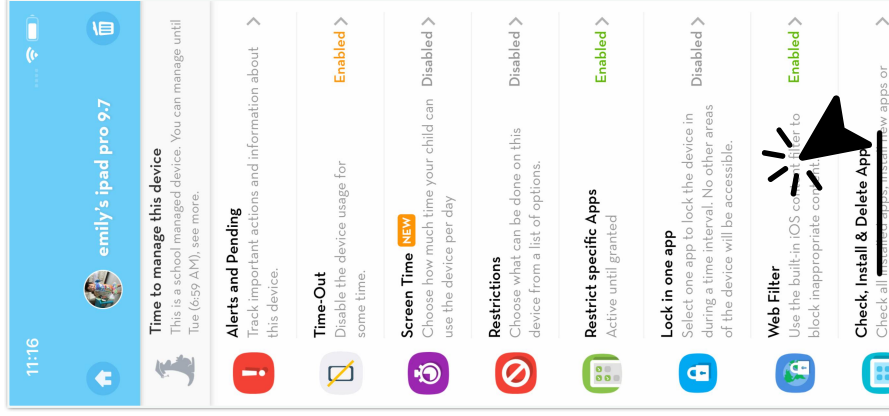 11:16
emily's ipad pro 9.7
Time to manage this device
This is a school managed device. You can manage until
Tue (6:59 AM), see more.
Alerts and Pending
Track important actions and information about
this device.
Time-Out
Enabled
Disable the device usage for
some time.
Screen Time NEW
Disabled
Choose how much time your child can
use the device per day
Restrictions
Disabled
Choose what can be done on this
device from a list of options.
Restrict specific Apps
Enabled
Active until granted
Lock in one app
Disabled
Select one app to lock the device in
during a time interval. No other areas
of the device will be accessible.
Web Filter
Enabled
Use the built-in iOS content filter to
block inappropriate content.
Check, Install & Delete Apps
Check all installed apps, install new apps or